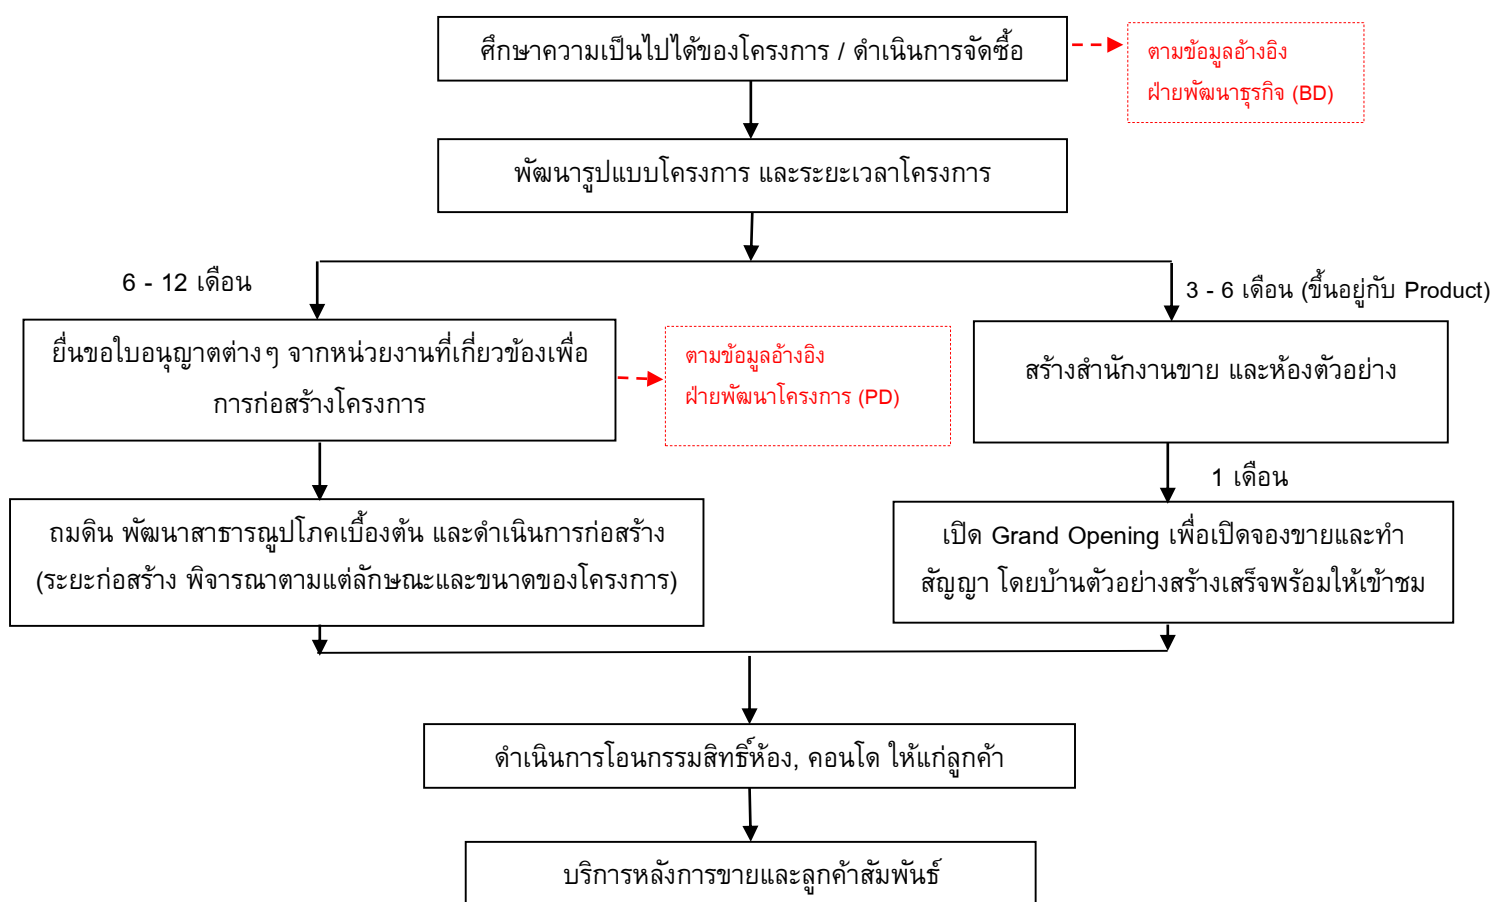 ศึกษาความเป็นไปได้ของโครงการ / ดำเนินการจัดซื้อ
ตามข้อมูลอ้างอิง
ฝ่ายพัฒนาธุรกิจ (BD)
พัฒนารูปแบบโครงการ และระยะเวลาโครงการ
6 - 12 เดือน
3 - 6 เดือน (ขึ้นอยู่กับ Product)
ยื่นขอใบอนุญาตต่างๆ จากหน่วยงานที่เกี่ยวข้องเพื่อ
การก่อสร้างโครงการ
ตามข้อมูลอ้างอิง
ฝ่ายพัฒนาโครงการ (PD)
สร้างสำนักงานขาย และห้องตัวอย่าง
1 เดือน
ถมดิน พัฒนาสาธารณูปโภคเบื้องต้น และดำเนินการก่อสร้าง
(ระยะก่อสร้าง พิจารณาตามแต่ลักษณะและขนาดของโครงการ)
เปิด Grand Opening เพื่อเปิดจองขายและทำ
สัญญา โดยบ้านตัวอย่างสร้างเสร็จพร้อมให้เข้าชม
ดำเนินการโอนกรรมสิทธิ์ห้อง, คอนโด ให้แก่ลูกค้า
บริการหลังการขายและลูกค้าสัมพันธ์